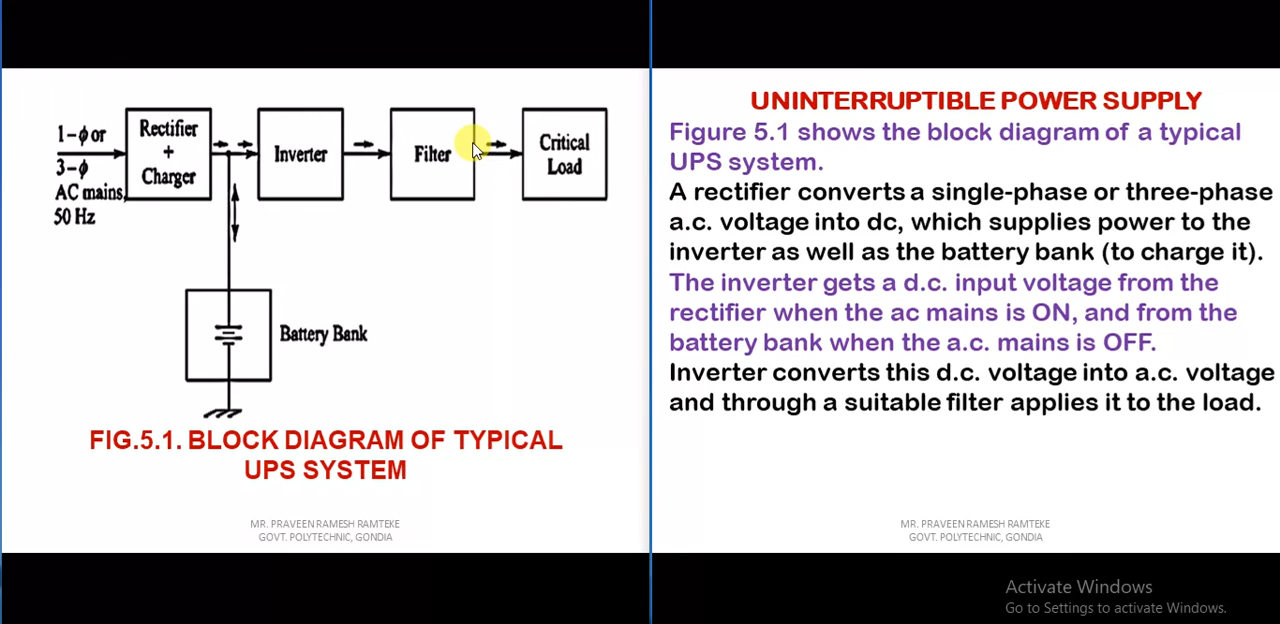 1-ϕ or
3-ϕ
AC mains,
50 Hz
Rectifier
+
Charger
Inverter
Filter
Critical
Load
Battery Bank
FIG.5.1. BLOCK DIAGRAM OF TYPICAL
UPS SYSTEM
MR. PRAVEEN RAMESH RAMTEKE
GOVT. POLYTECHNIC, GONDIA
UNINTERRUPTIBLE POWER SUPPLY
Figure 5.1 shows the block diagram of a typical
UPS system.
A rectifier converts a single-phase or three-phase
a.c. voltage into dc, which supplies power to the
inverter as well as the battery bank (to charge it).
The inverter gets a d.c. input voltage from the
rectifier when the ac mains is ON, and from the
battery bank when the a.c. mains is OFF.
Inverter converts this d.c. voltage into a.c. voltage
and through a suitable filter applies it to the load.
MR. PRAVEEN RAMESH RAMTEKE
GOVT. POLYTECHNIC, GONDIA
Activate Windows
Go to Settings to activate Windows.